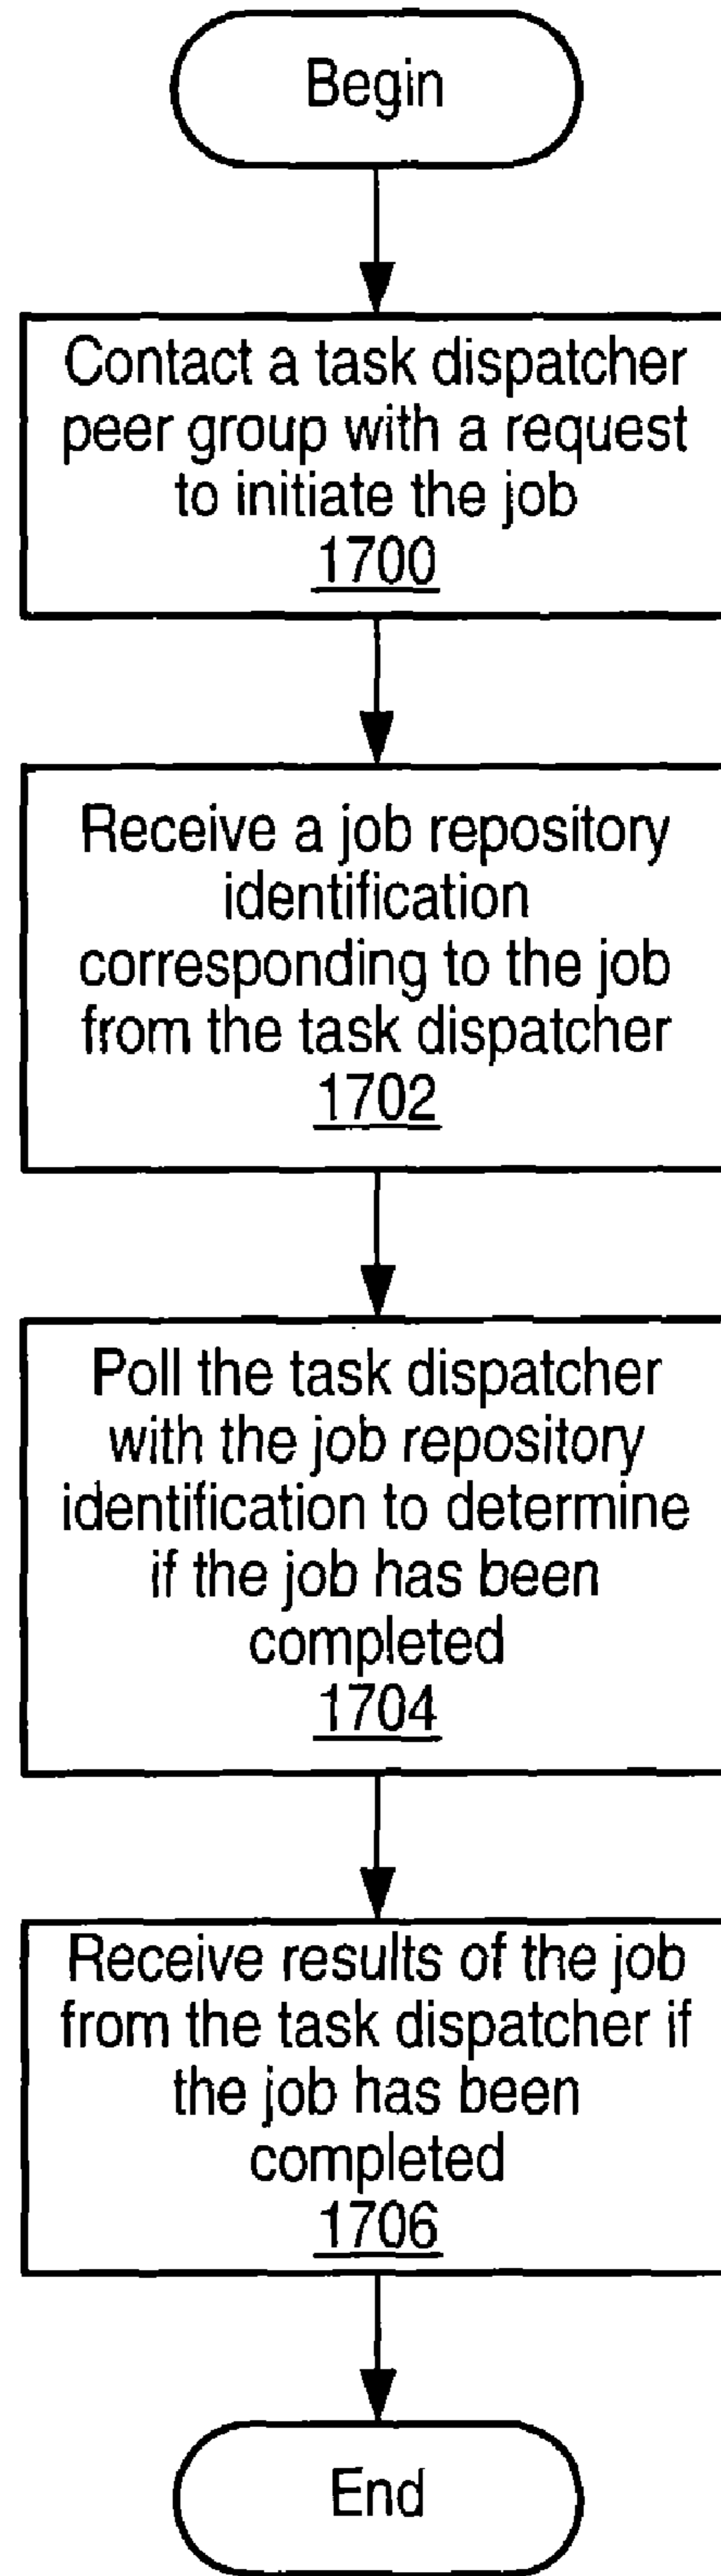 Begin
Contact a task dispatcher
peer group with a request
to initiate the job
1700
Receive a job repository
identification
corresponding to the job
from the task dispatcher
1702
Poll the task dispatcher
with the job repository
identification to determine
if the job has been
completed
1704
Receive results of the job
from the task dispatcher if
the job has been
completed
1706
End